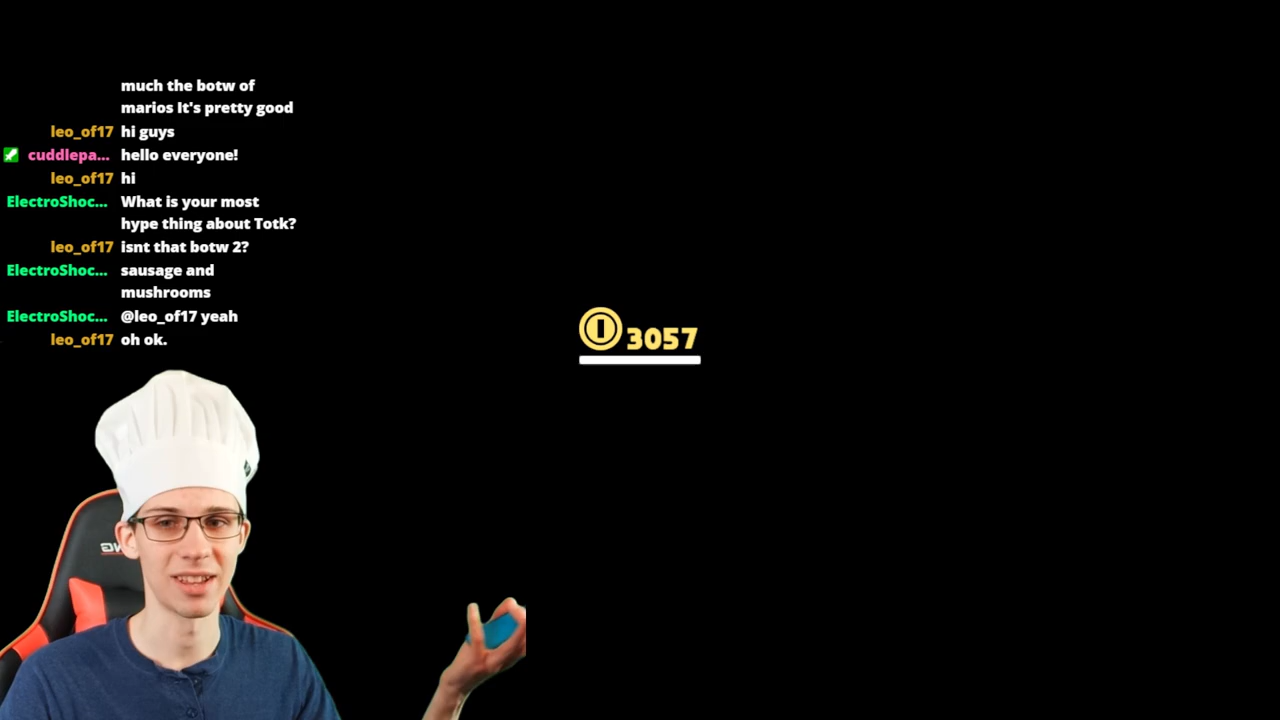 much the botw of
marios It's pretty good
leo_of17 hi guys
cuddlepa... hello everyone!
leo_of17 hi
ElectroShoc... What is your most
hype thing about Totk?
leo_of17 isnt that botw 2?
ElectroShoc... sausage and
mushrooms
ElectroShoc... @leo_of17 yeah
leo_of17 oh ok.
3057